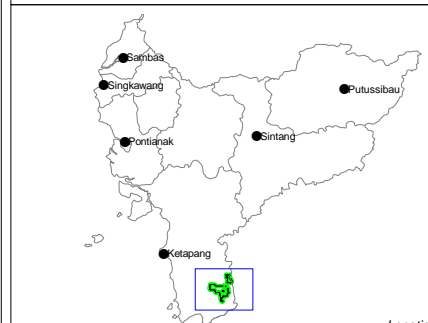 Sambas
Singkawang
Putussibau
Pontianak
Sintang
Ketapang